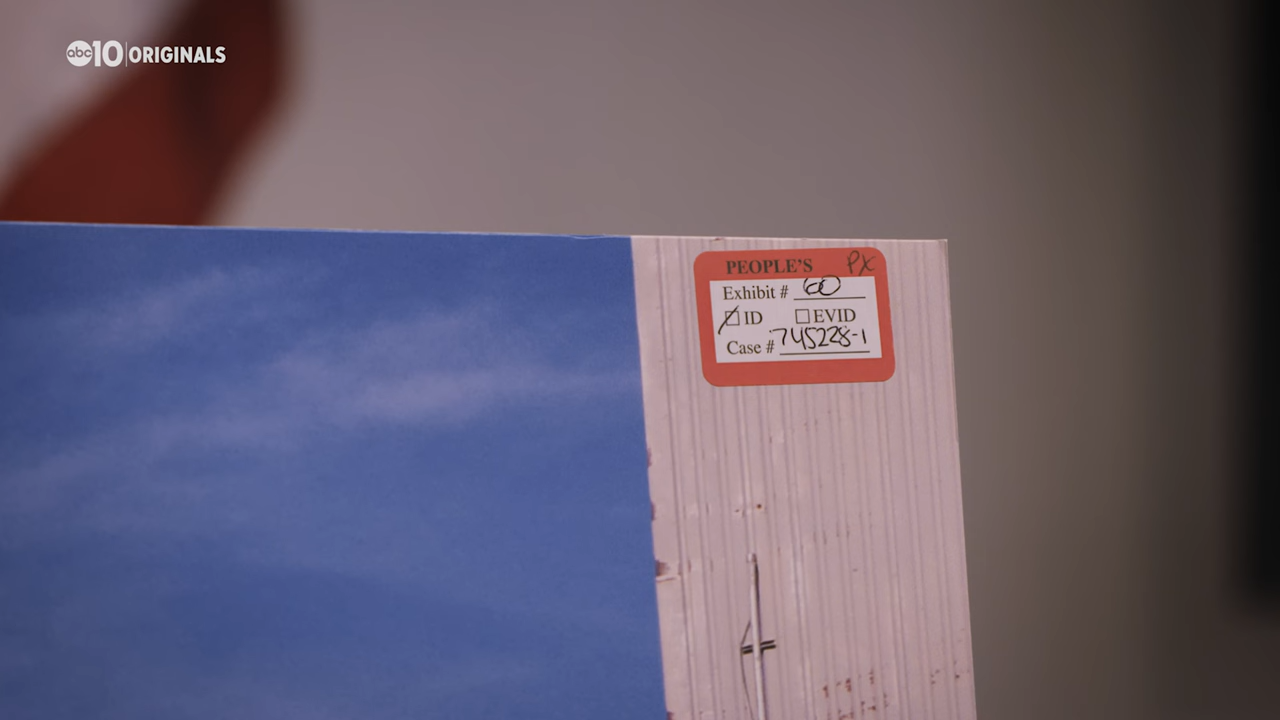 abc10 ORIGINALS
PEOPLE'S PX
Exhibit # 60
ID EVID
Case # 745228-1